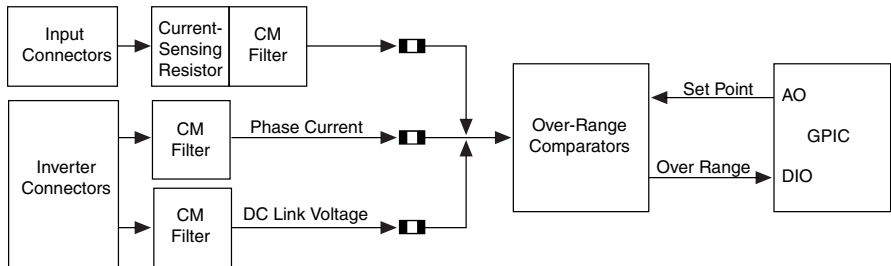 Input
Connectors
Current-
Sensing
Resistor
CM
Filter
Inverter
Connectors
CM
Filter
Phase Current
CM
Filter
DC Link Voltage
Over-Range
Comparators
Set Point
Over Range
AO
GPIC
DIO